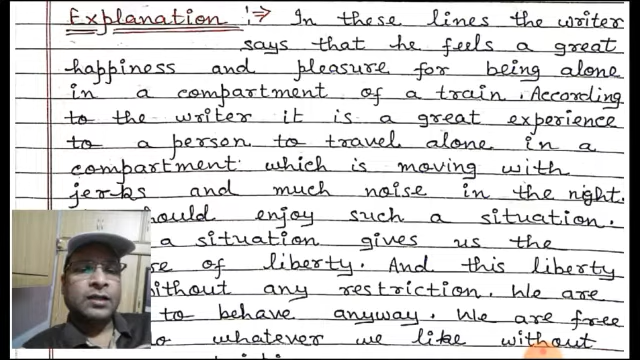 Explanation :⇒ In these lines the writer
says that he feels a great
happiness and pleasure for being alone
in a compartment of a train. According
to the writer it is a great experience
to a person to travel alone in a
compartment which is moving with
jerks and much noise in the night.
should enjoy such a situation.
a situation gives us the
of liberty. And this liberty
without any restriction. We are
to behave anyway. We are free
whatever we like without